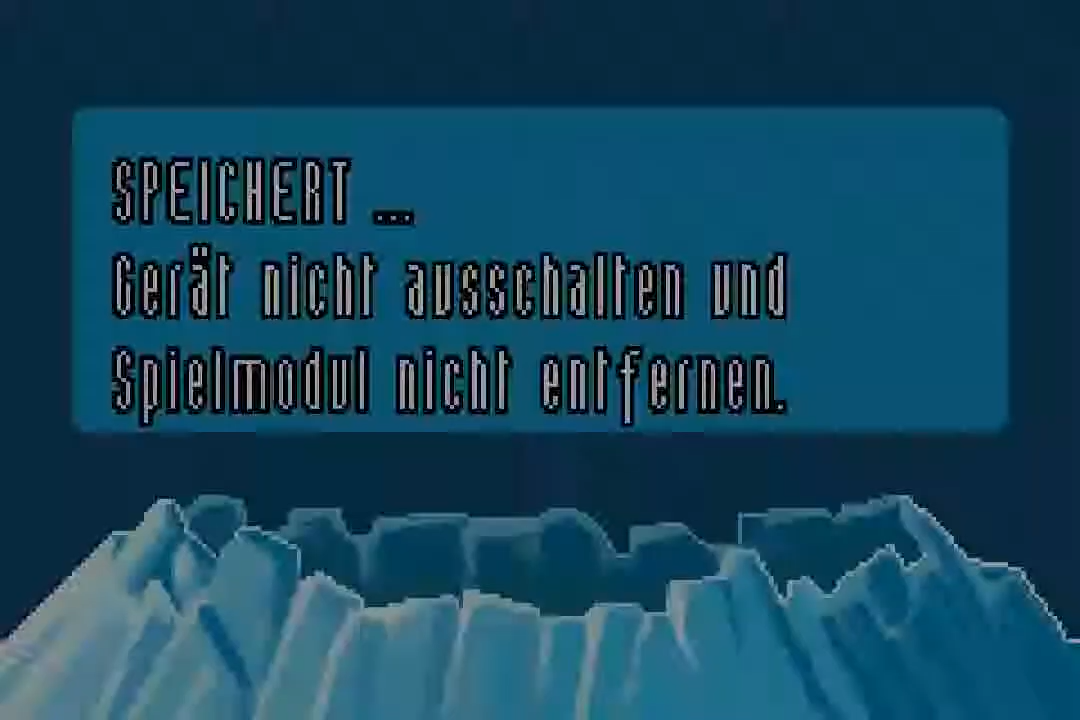 SPEICHERT ...
Gerät nicht ausschalten und
Spielmodul nicht entfernen.